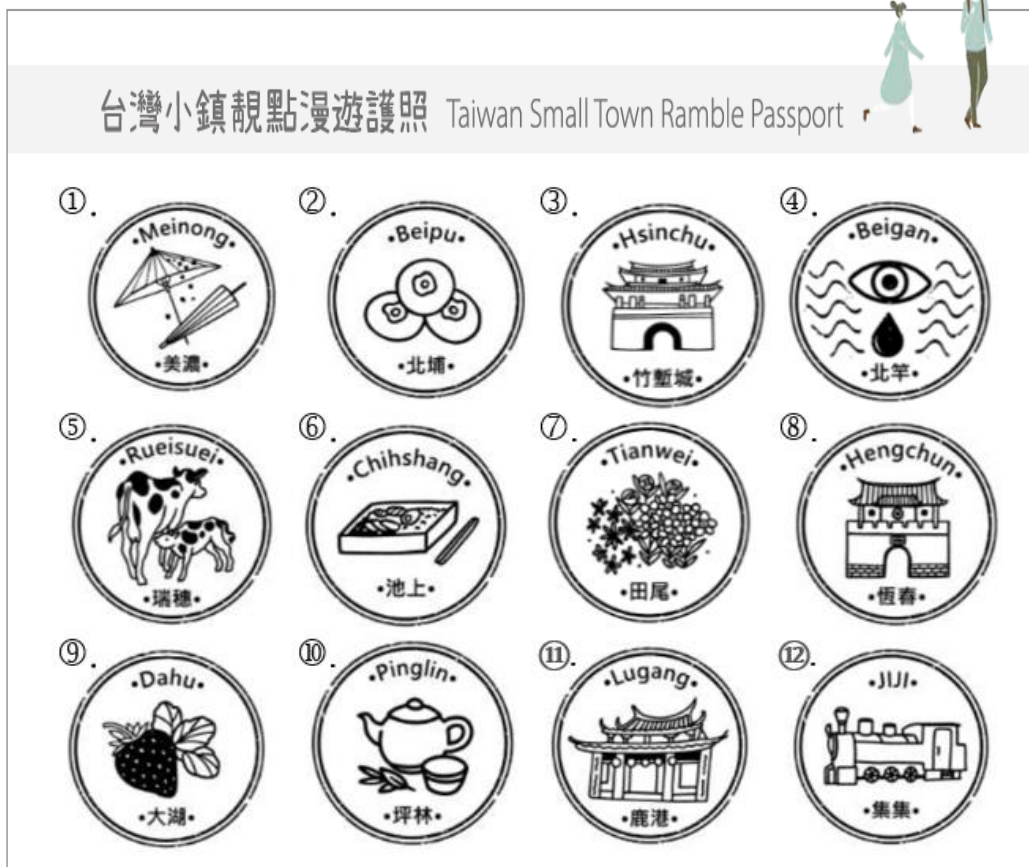 台灣小鎮靚點漫遊護照 Taiwan Small Town Ramble Passport
①.
•Meinong•
•美濃•
②.
•Beipu•
•北埔•
③.
•Hsinchu•
•竹塹城•
④.
•Beigan•
•北竿•
⑤.
•Rueisuei•
•瑞穗•
⑥.
•Chihshang•
•池上•
⑦.
•Tianwei•
•田尾•
⑧.
•Hengchun•
•恆春•
⑨.
•Dahu•
•大湖•
⑩.
•Pinglin•
•坪林•
⑪.
•Lugang•
•鹿港•
⑫.
•JIJI•
•集集•